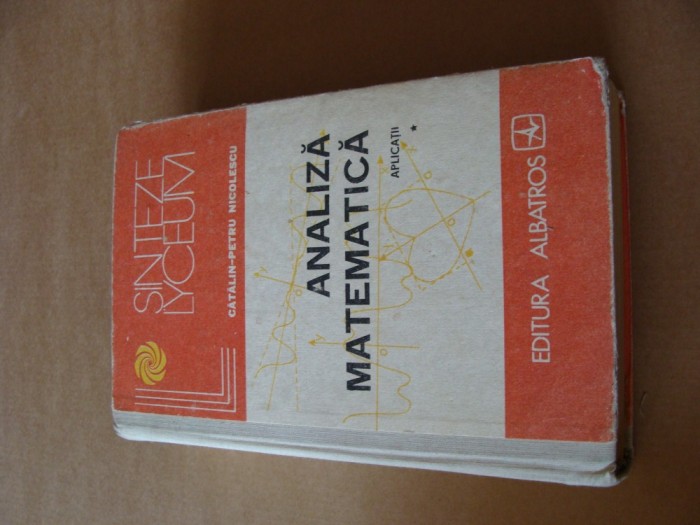 SINTEZE
LYCEUM
CĂTĂLIN-PETRU NICOLESCU
ANALIZĂ
MATEMATICĂ
APLICAȚII
*
EDITURA ALBATROS